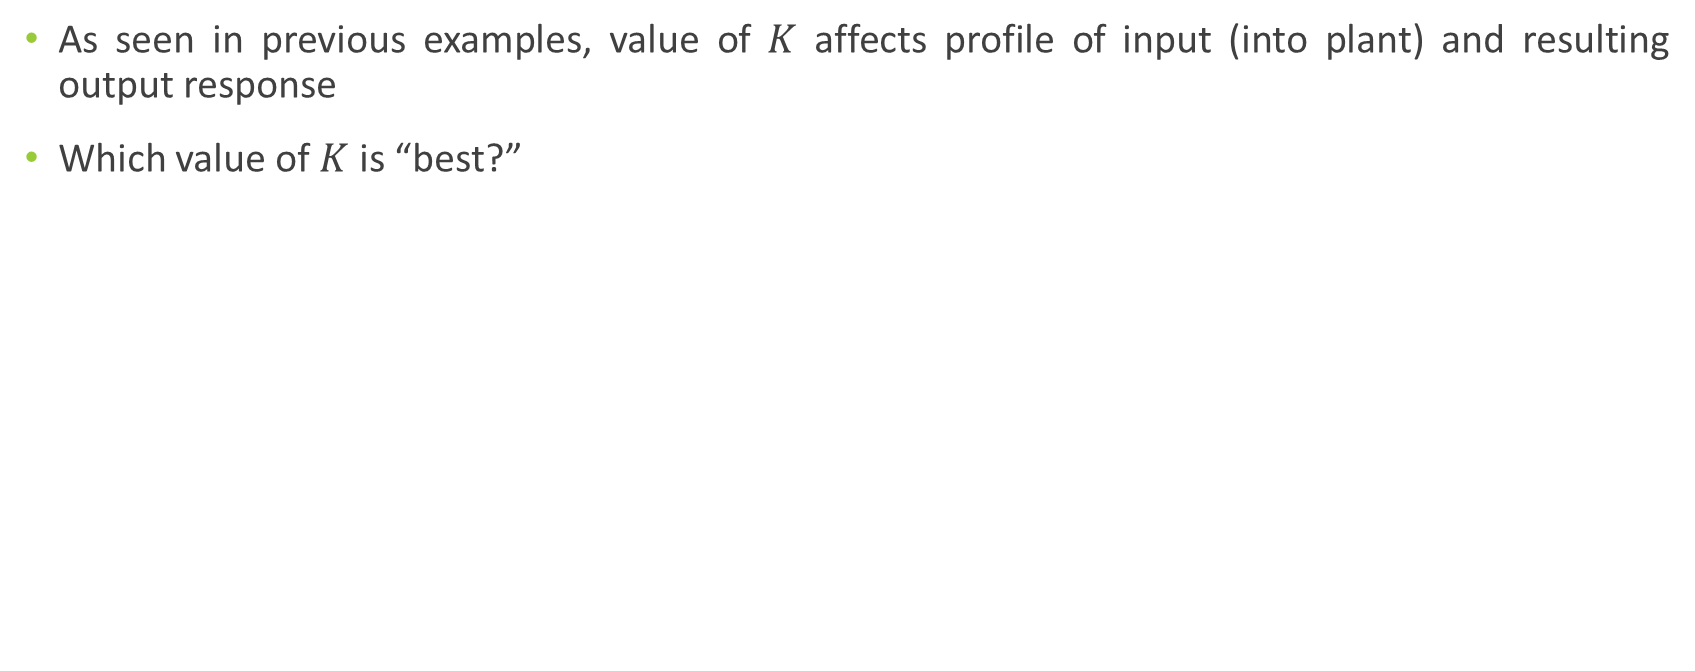 • As seen in previous examples, value of K affects profile of input (into plant) and resulting
output response
• Which value of K is “best?”